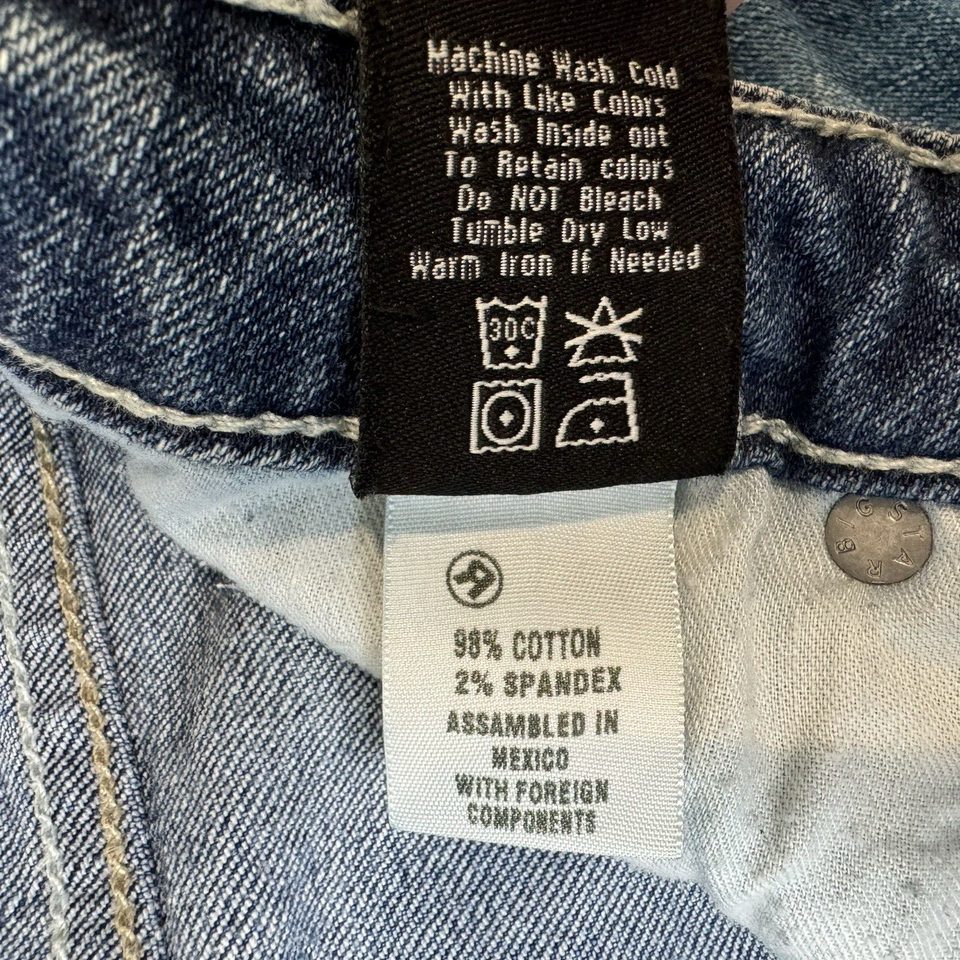 Machine Wash Cold
With Like Colors
Wash Inside out
To Retain colors
Do NOT Bleach
Tumble Dry Low
Warm Iron If Needed
30C
98% COTTON
2% SPANDEX
ASSAMBLED IN
MEXICO
WITH FOREIGN
COMPONENTS
BIG STAR